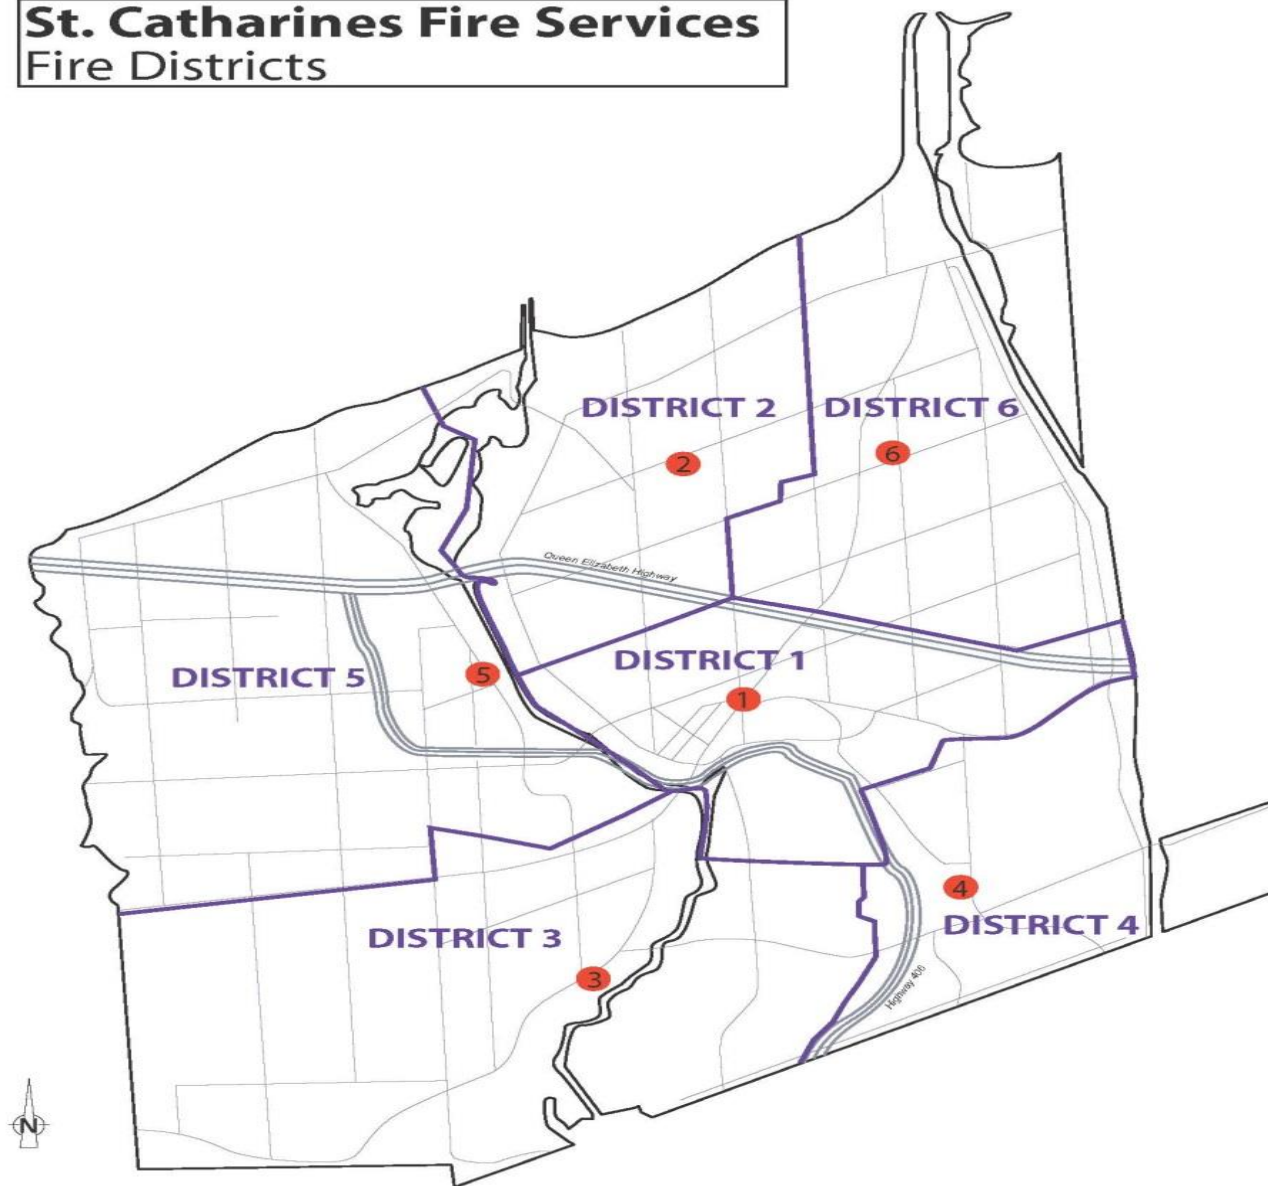 St. Catharines Fire Services
Fire Districts
DISTRICT 2
DISTRICT 6
2
6
Queen Elizabeth Highway
DISTRICT 1
DISTRICT 5
5
1
4
DISTRICT 4
DISTRICT 3
3
Highway 406
N